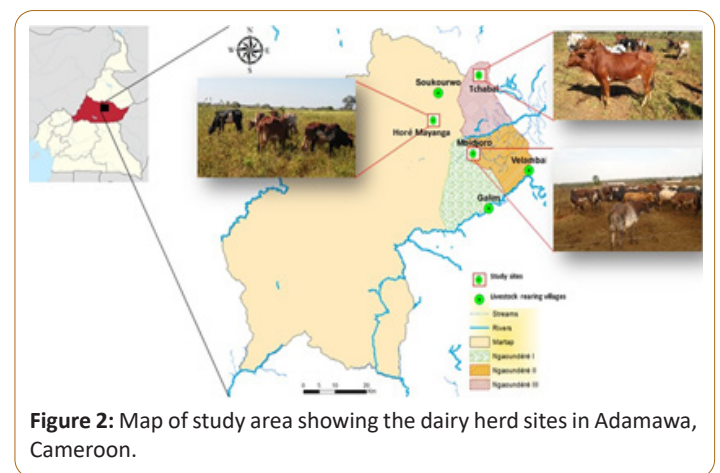 N
W E
S
Soukourwo
Tchabal
Horé Mayanga
Velambai
Galim
Study sites
Livestock rearing villages
Streams
Rivers
Martap
Ngaoundéré I
Ngaoundéré II
Ngaoundéré III
0 5 10 20
Figure 2: Map of study area showing the dairy herd sites in Adamawa,
Cameroon.